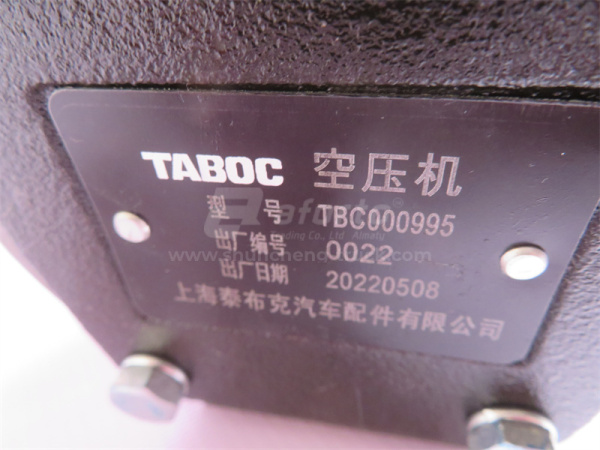 TABOC 空压机
型 号 TBC000995
出厂编号 0022
出厂日期 20220508
上海泰布克汽车配件有限公司